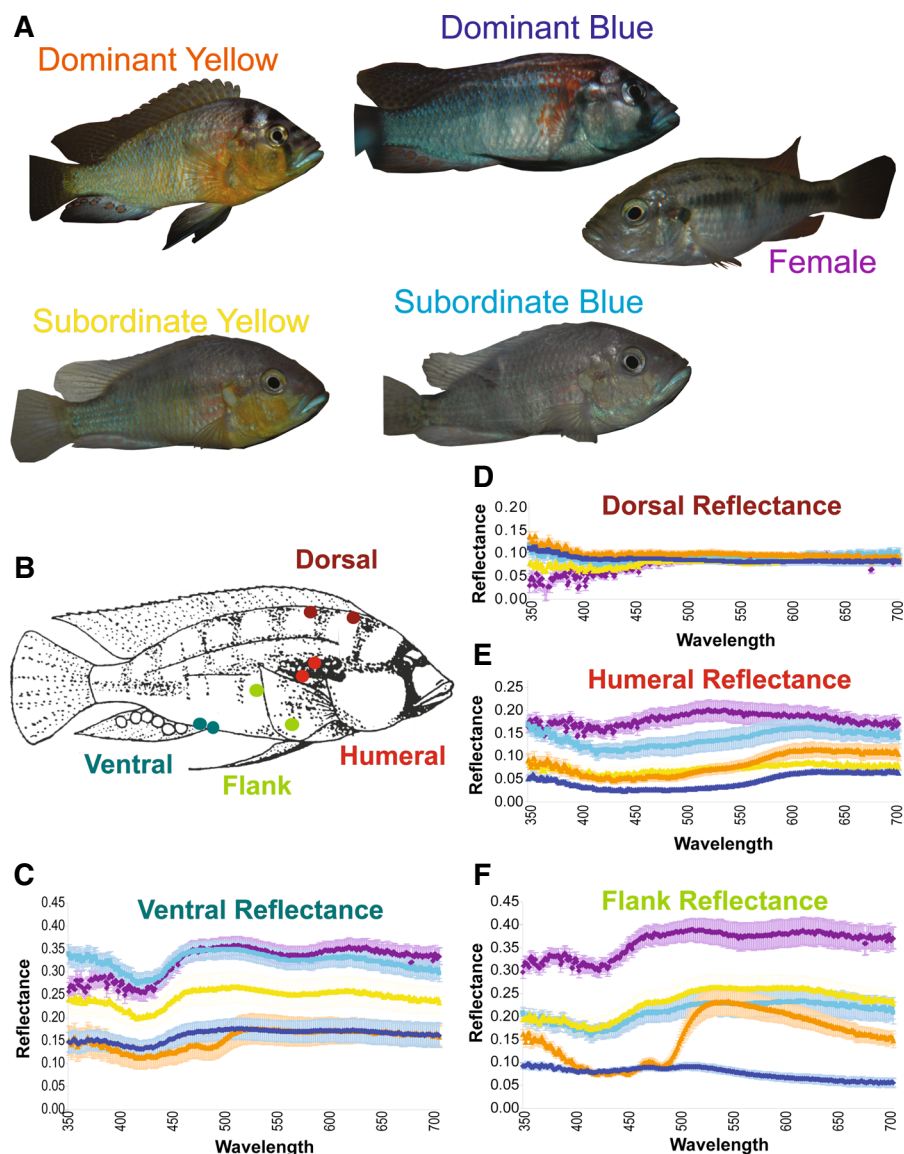 A
Dominant Yellow
Dominant Blue
Female
Subordinate Yellow
Subordinate Blue
B
Dorsal
Ventral
Flank
Humeral
C
Ventral Reflectance
Reflectance
0.45
0.40
0.35
0.30
0.25
0.20
0.15
0.10
0.05
0.00
350
400
450
500
550
600
650
700
Wavelength
D
Dorsal Reflectance
Reflectance
0.20
0.15
0.10
0.05
0.00
350
400
450
500
550
600
650
700
Wavelength
E
Humeral Reflectance
Reflectance
0.25
0.20
0.15
0.10
0.05
0.00
350
400
450
500
550
600
650
700
Wavelength
F
Flank Reflectance
Reflectance
0.45
0.40
0.35
0.30
0.25
0.20
0.15
0.10
0.05
0.00
350
400
450
500
550
600
650
700
Wavelength